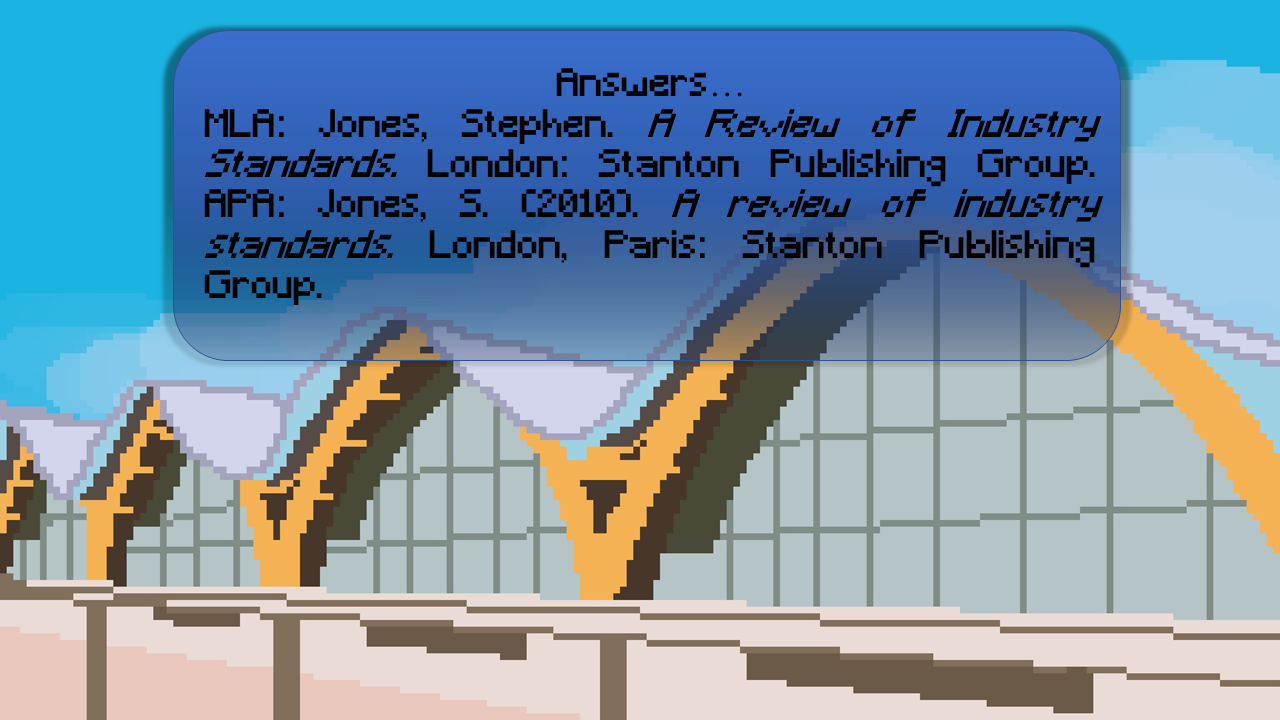 Answers...
MLA: Jones, Stephen. A Review of Industry
Standards. London: Stanton Publishing Group.
APA: Jones, S. (2010). A review of industry
standards. London, Paris: Stanton Publishing
Group.